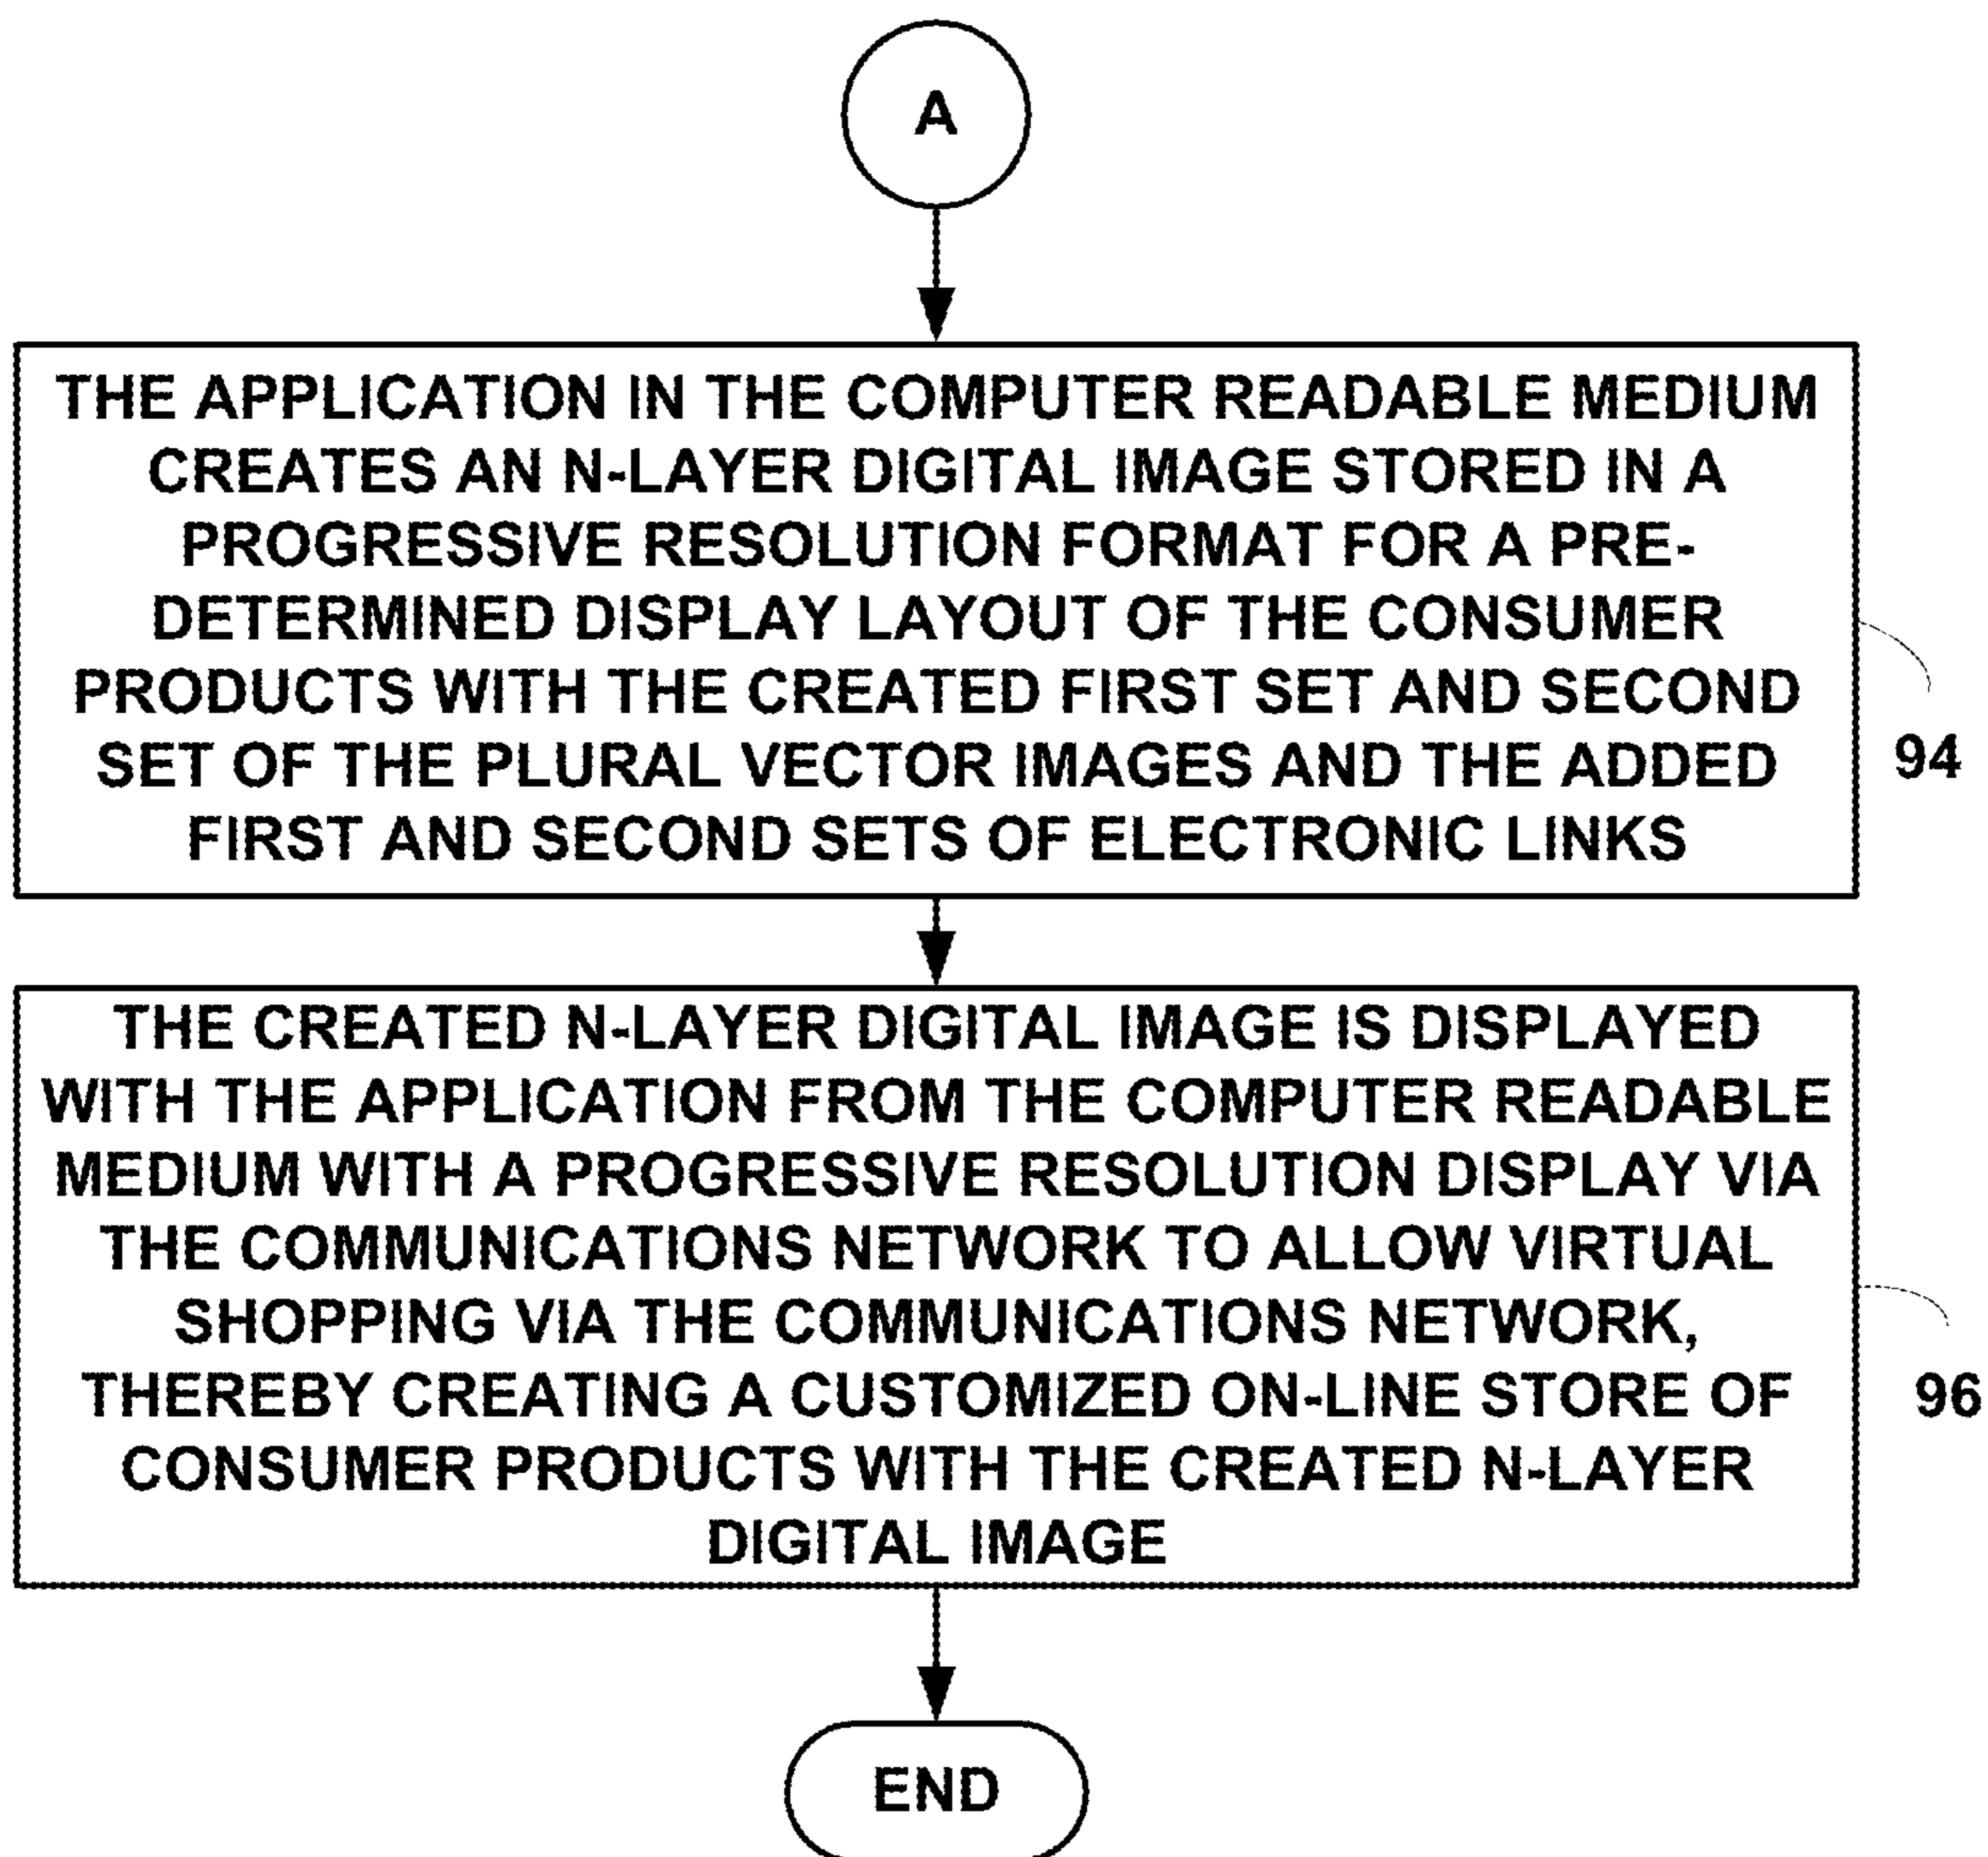 A
THE APPLICATION IN THE COMPUTER READABLE MEDIUM
CREATES AN N-LAYER DIGITAL IMAGE STORED IN A
PROGRESSIVE RESOLUTION FORMAT FOR A PRE-
DETERMINED DISPLAY LAYOUT OF THE CONSUMER
PRODUCTS WITH THE CREATED FIRST SET AND SECOND
SET OF THE PLURAL VECTOR IMAGES AND THE ADDED
FIRST AND SECOND SETS OF ELECTRONIC LINKS
94
THE CREATED N-LAYER DIGITAL IMAGE IS DISPLAYED
WITH THE APPLICATION FROM THE COMPUTER READABLE
MEDIUM WITH A PROGRESSIVE RESOLUTION DISPLAY VIA
THE COMMUNICATIONS NETWORK TO ALLOW VIRTUAL
SHOPPING VIA THE COMMUNICATIONS NETWORK,
THEREBY CREATING A CUSTOMIZED ON-LINE STORE OF
CONSUMER PRODUCTS WITH THE CREATED N-LAYER
DIGITAL IMAGE
96
END